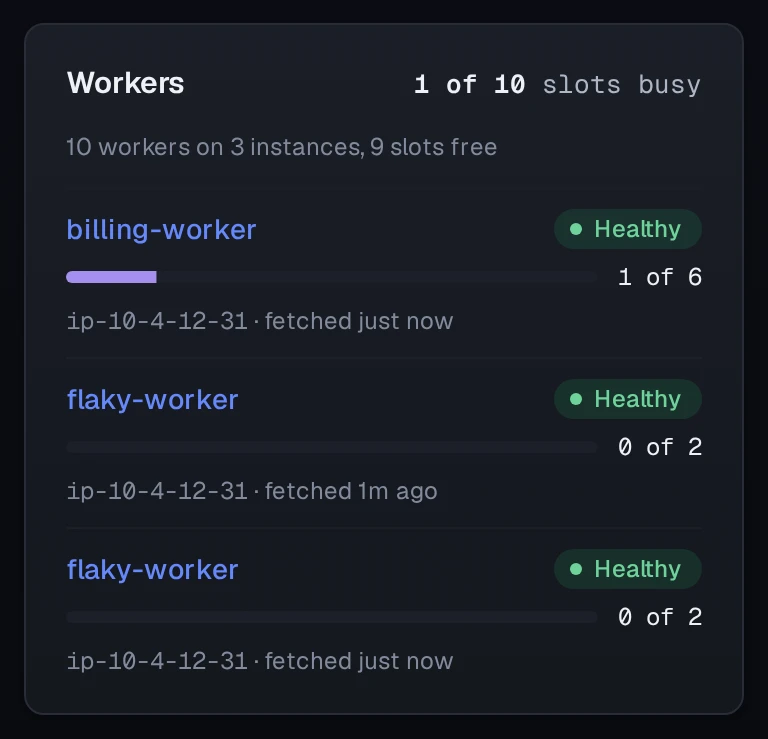 Workers
1 of 10 slots busy
10 workers on 3 instances, 9 slots free
billing-worker
Healthy
1 of 6
ip-10-4-12-31 · fetched just now
flaky-worker
Healthy
0 of 2
ip-10-4-12-31 · fetched 1m ago
flaky-worker
Healthy
0 of 2
ip-10-4-12-31 · fetched just now